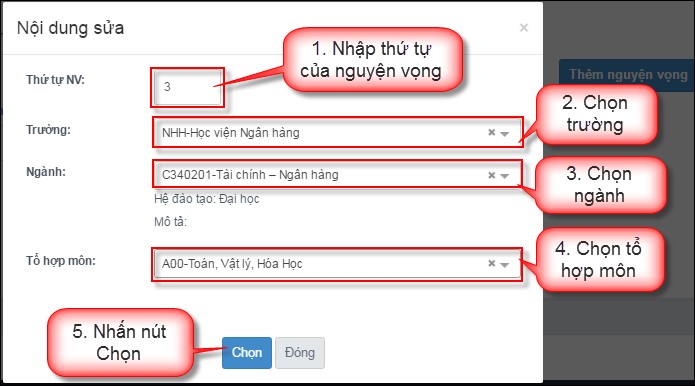 Nội dung sửa
×
1. Nhập thứ tự
của nguyện vọng
Thứ tự NV:
3
Thêm nguyện vọng
2. Chọn
trường
Trường:
NHH-Học viện Ngân hàng
3. Chọn
ngành
Ngành:
C340201-Tài chính – Ngân hàng
Hệ đào tạo: Đại học
Mô tả:
4. Chọn tổ
hợp môn
Tổ hợp môn:
A00-Toán, Vật lý, Hóa Học
5. Nhấn nút
Chọn
Chọn
Đóng